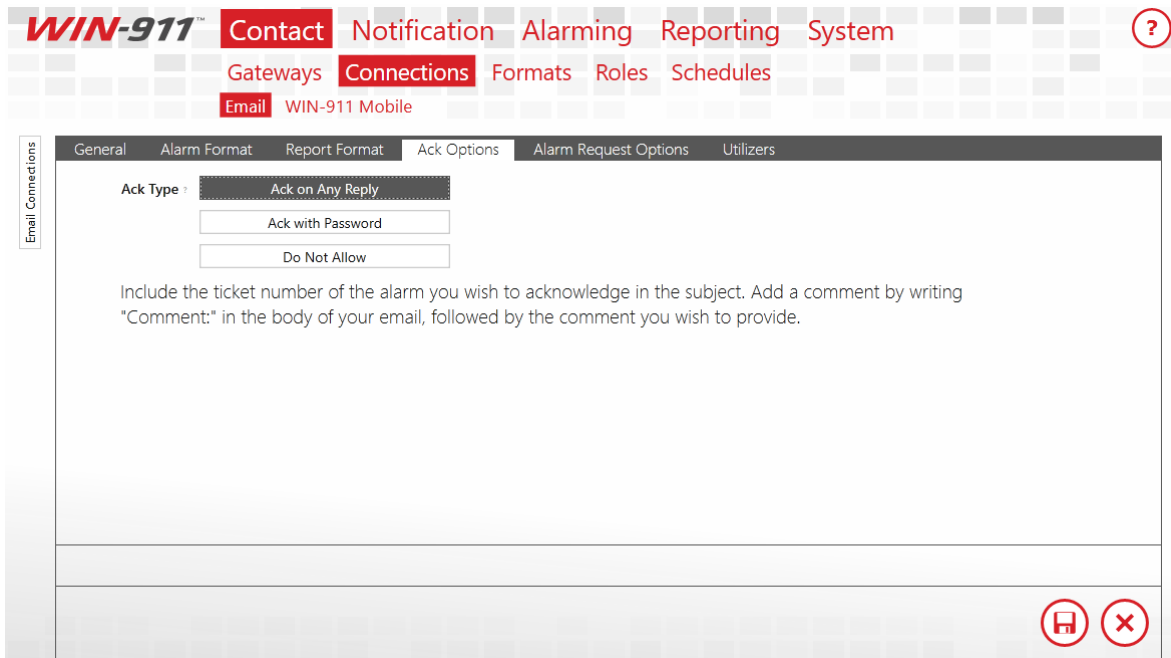 WIN-911™ Contact Notification Alarming Reporting System ?
Gateways Connections Formats Roles Schedules
Email WIN-911 Mobile
Email Connections
General Alarm Format Report Format Ack Options Alarm Request Options Utilizers
Ack Type ? Ack on Any Reply
Ack with Password
Do Not Allow
Include the ticket number of the alarm you wish to acknowledge in the subject. Add a comment by writing
"Comment:" in the body of your email, followed by the comment you wish to provide.